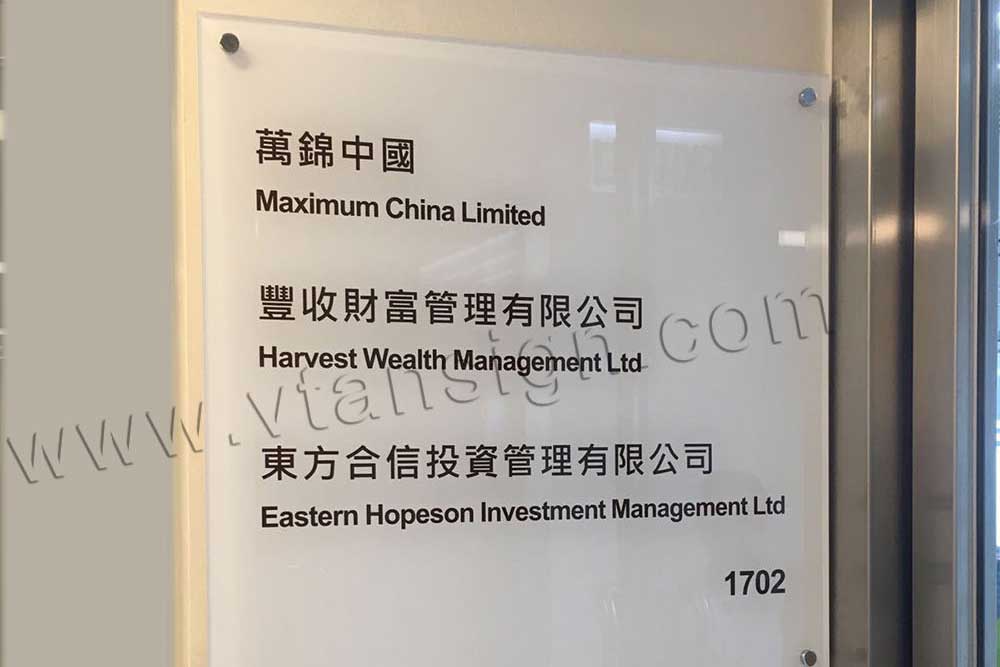 萬錦中國
Maximum China Limited
豐收財富管理有限公司
Harvest Wealth Management Ltd
www.vtansign.com
東方合信投資管理有限公司
Eastern Hopeson Investment Management Ltd
1702